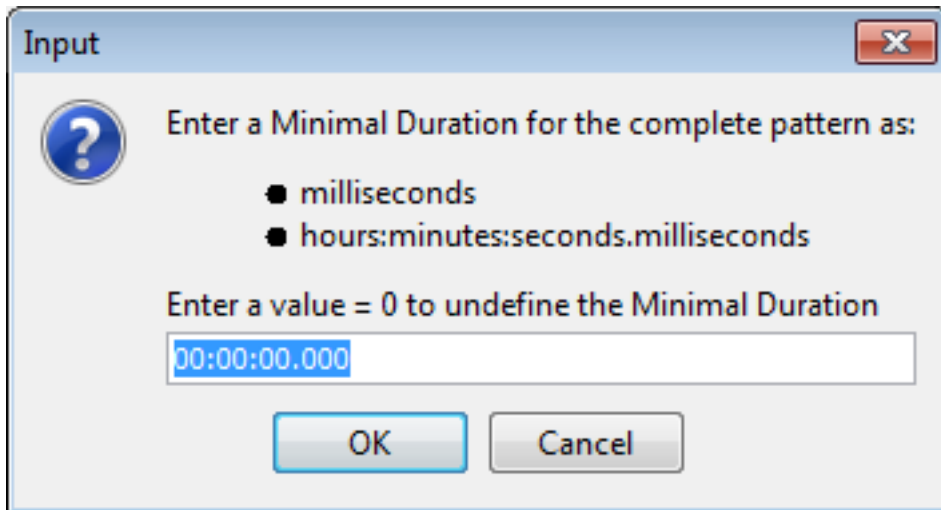 Input
Enter a Minimal Duration for the complete pattern as:
● milliseconds
● hours:minutes:seconds.milliseconds
Enter a value = 0 to undefine the Minimal Duration
00:00:00.000
OK Cancel